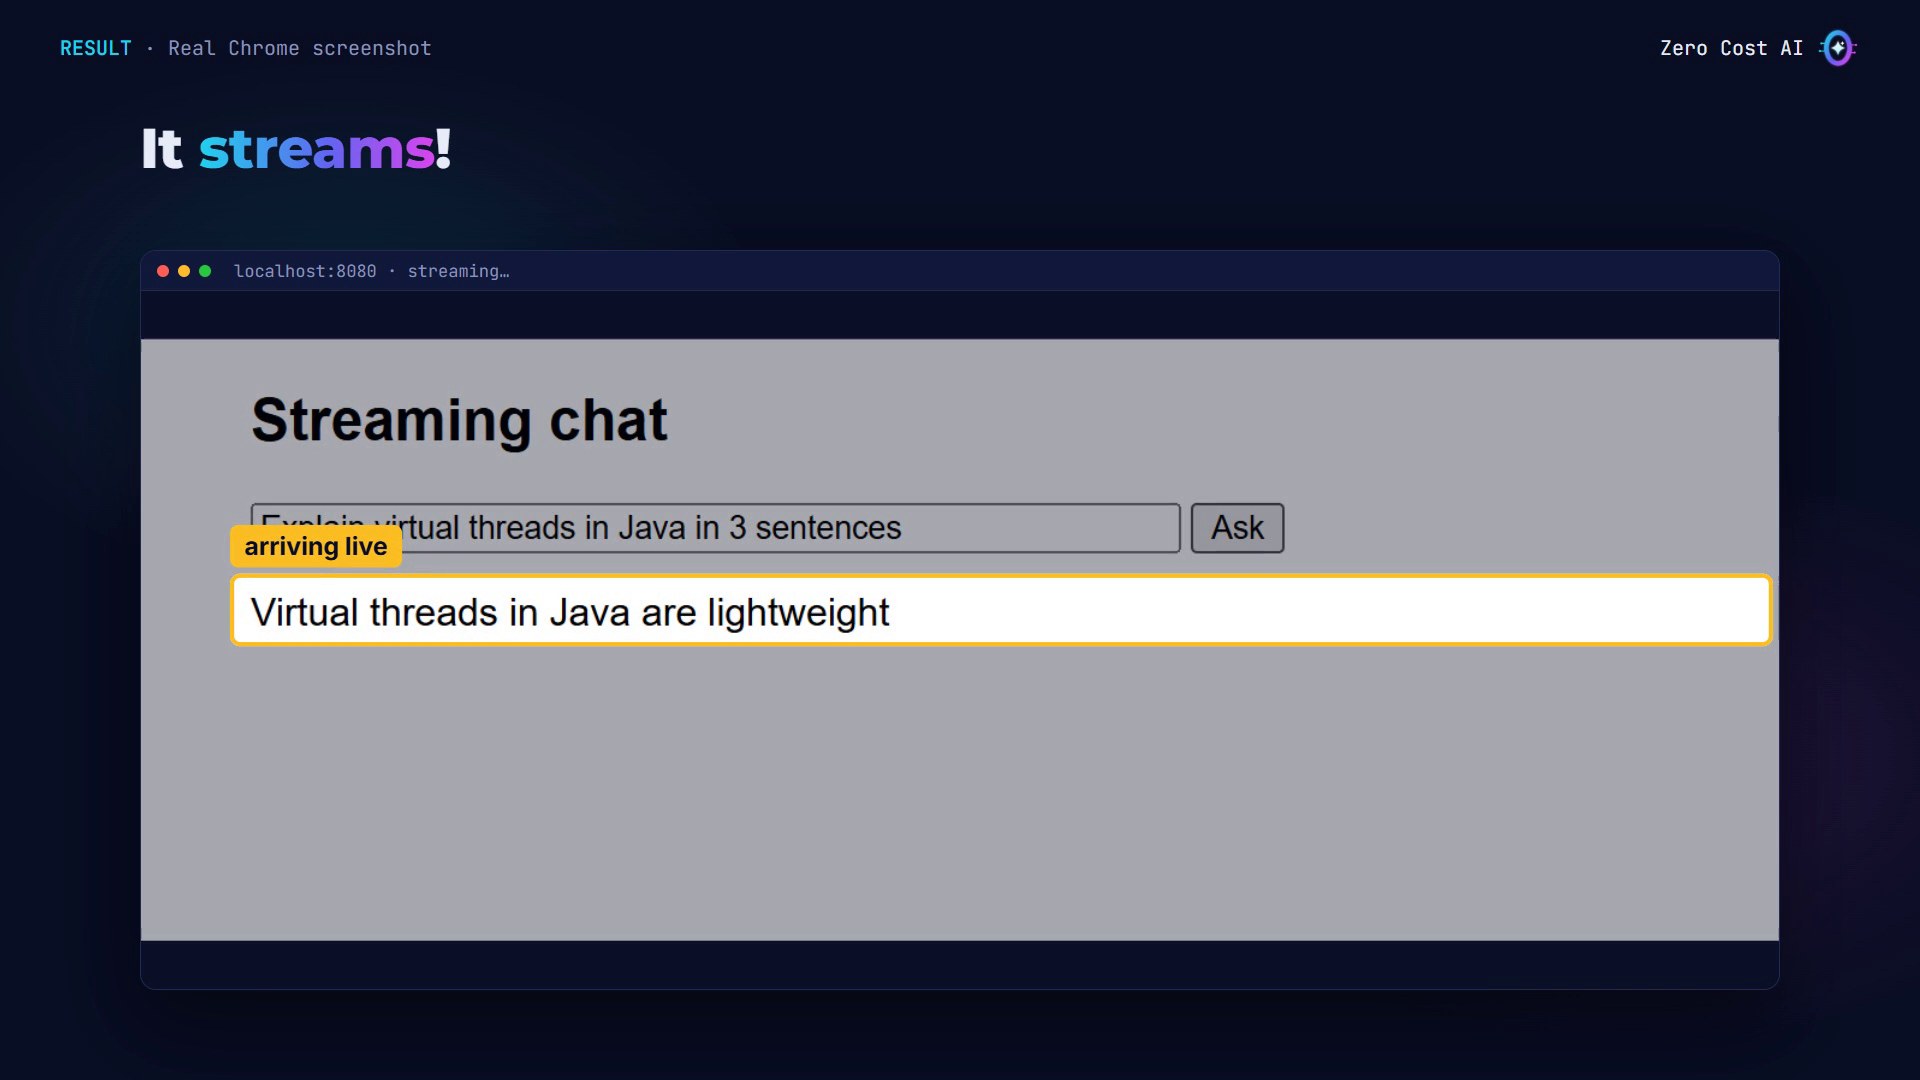 RESULT · Real Chrome screenshot
Zero Cost AI
It streams!
localhost:8080 · streaming…
Streaming chat
Explain virtual threads in Java in 3 sentences
Ask
arriving live
Virtual threads in Java are lightweight